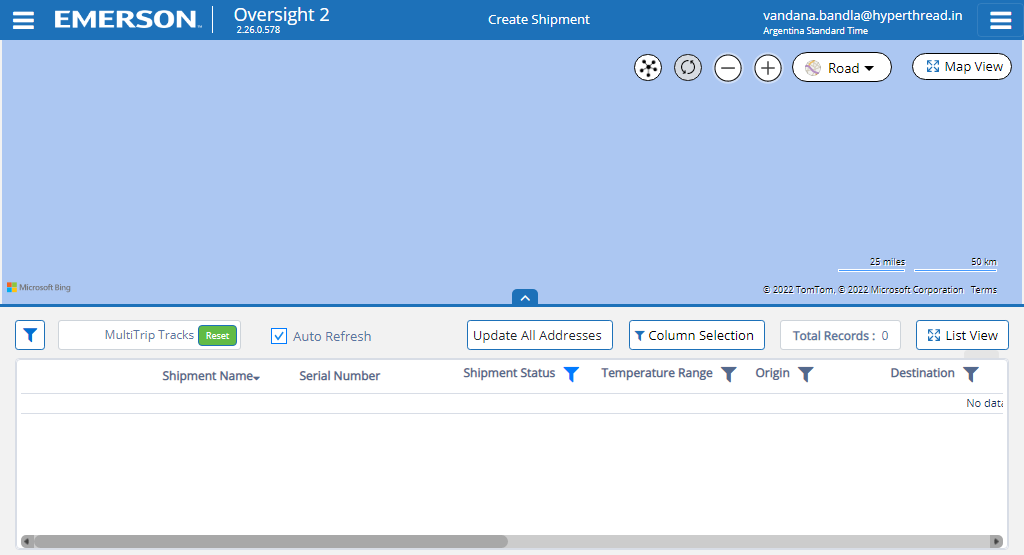 EMERSON
Oversight 2
2.26.0.578
Create Shipment
vandana.bandla@hyperthread.in
Argentina Standard Time
Road
Map View
25 miles
50 km
Microsoft Bing
© 2022 TomTom, © 2022 Microsoft Corporation Terms
MultiTrip Tracks
Reset
Auto Refresh
Update All Addresses
Column Selection
Total Records : 0
List View
Shipment Name
Serial Number
Shipment Status
Temperature Range
Origin
Destination
No data